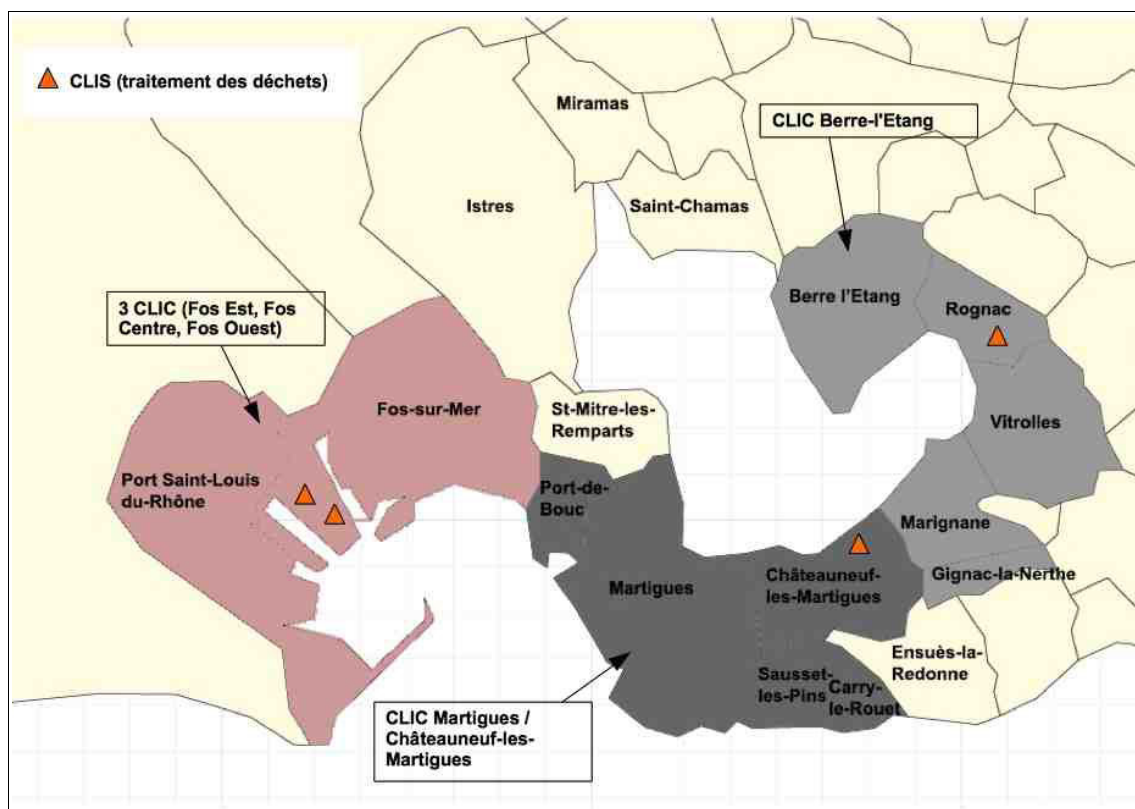 CLIS (traitement des déchets)
Miramas
CLIC Berre-l'Etang
Istres
Saint-Chamas
Berre l'Etang
Rognac
3 CLIC (Fos Est, Fos
Centre, Fos Ouest)
Fos-sur-Mer
St-Mitre-les-
Remparts
Vitrolles
Port Saint-Louis
du-Rhône
Port-de-
Bouc
Marignane
Martigues
Châteauneuf-
les-Martigues
Gignac-la-Nerthe
Ensuès-la-
Redonne
Sausset-
les-Pins
Carry-
le-Rouet
CLIC Martigues /
Châteauneuf-les-
Martigues